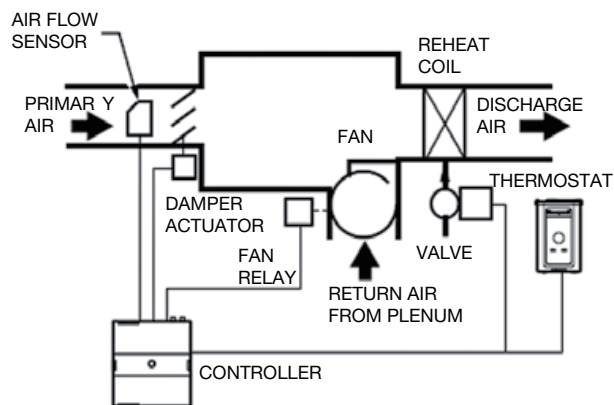 AIR FLOW
SENSOR
REHEAT
COIL
PRIMAR Y
AIR
DISCHARGE
AIR
FAN
THERMOSTAT
DAMPER
ACTUATOR
VALVE
FAN
RELAY
RETURN AIR
FROM PLENUM
CONTROLLER